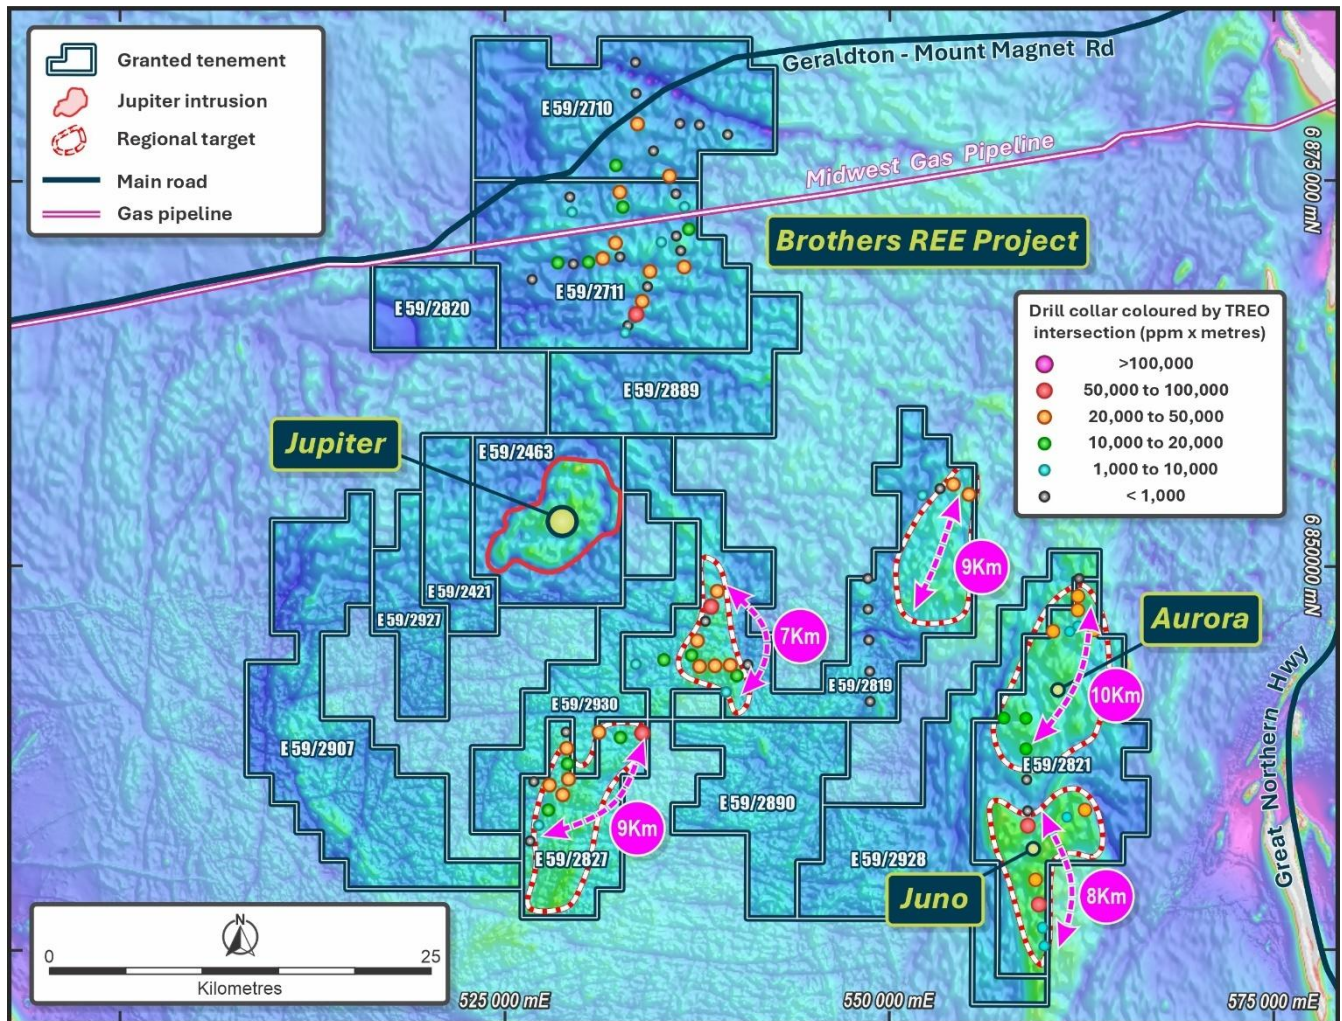 Granted tenement
Jupiter intrusion
Regional target
Main road
Gas pipeline
Geraldton - Mount Magnet Rd
E 59/2710
Midwest Gas Pipeline
6 875 000 mN
Brothers REE Project
E 59/2711
E 59/2820
Drill collar coloured by TREO
intersection (ppm x metres)
>100,000
50,000 to 100,000
20,000 to 50,000
10,000 to 20,000
1,000 to 10,000
< 1,000
E 59/2889
Jupiter
E 59/2463
6 850000 mN
9Km
E 59/2421
E 59/2927
7Km
Aurora
E 59/2819
10Km
E 59/2930
E 59/2907
E 59/2821
Great Northern Hwy
E 59/2890
9Km
E 59/2827
E 59/2928
Juno
8Km
N
0
25
Kilometres
525 000 mE
550 000 mE
575 000 mE